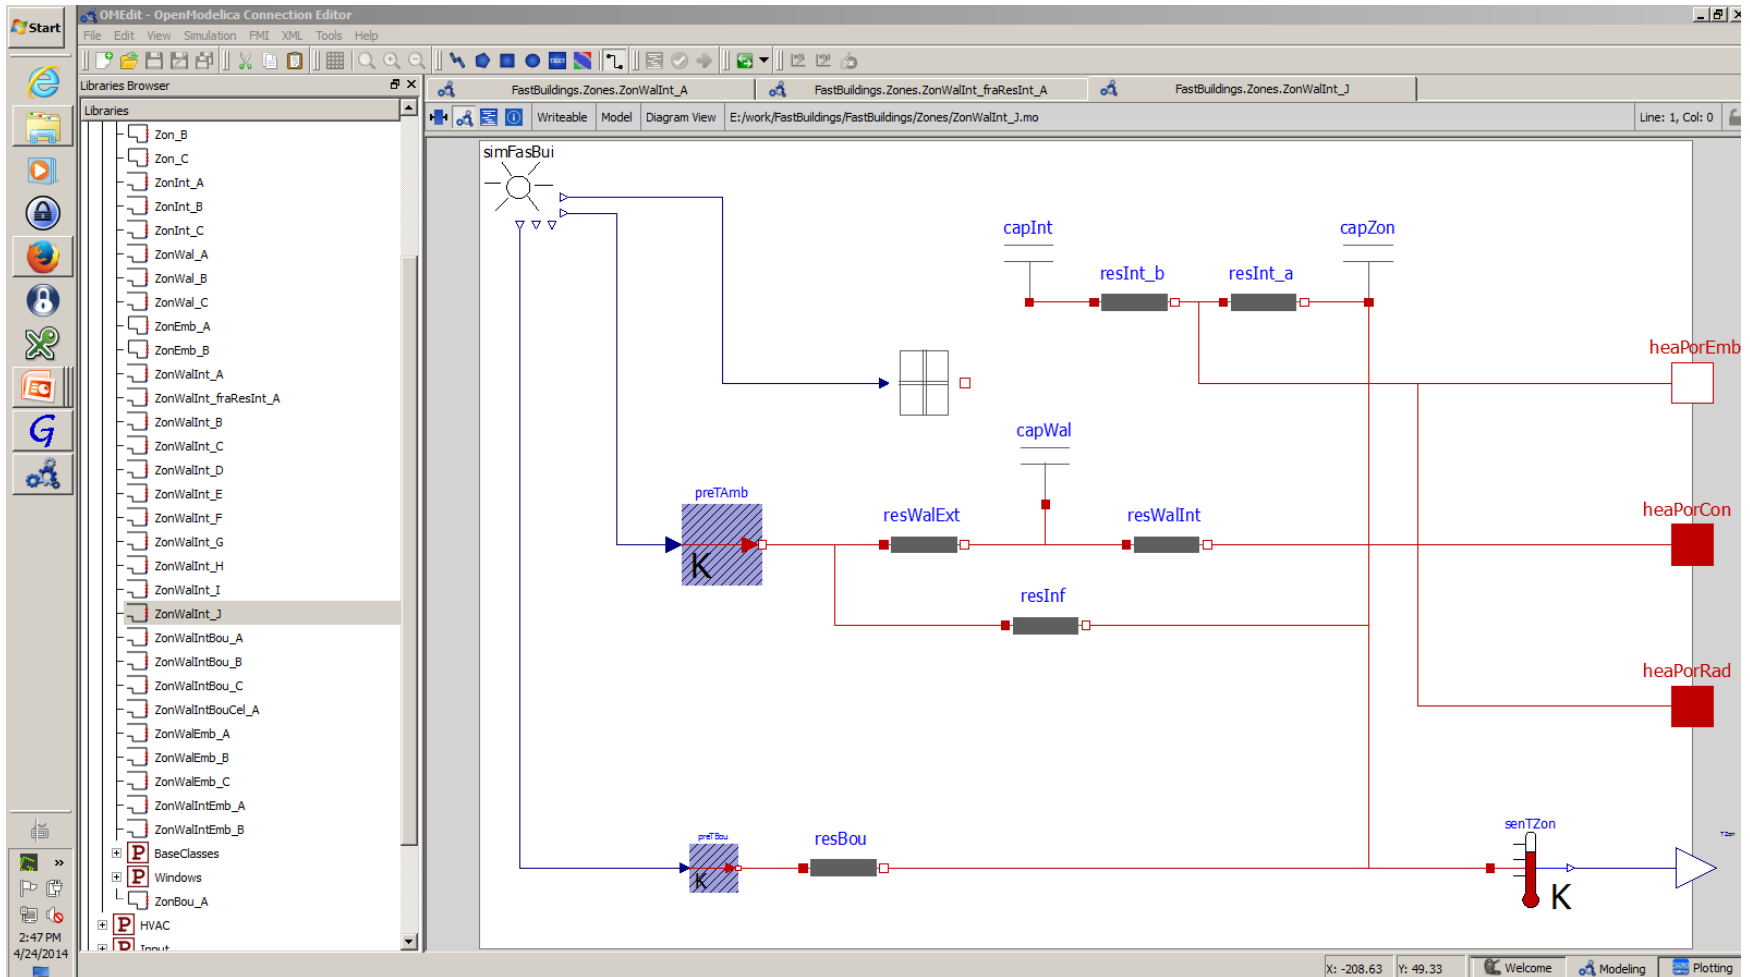 Start
OMEdit - OpenModelica Connection Editor
File Edit View Simulation FMI XML Tools Help
TEXT
Libraries Browser
Libraries
Zon_B
Zon_C
ZonInt_A
ZonInt_B
ZonInt_C
ZonWal_A
ZonWal_B
ZonWal_C
ZonEmb_A
ZonEmb_B
ZonWalInt_A
ZonWalInt_fraResInt_A
ZonWalInt_B
ZonWalInt_C
ZonWalInt_D
ZonWalInt_E
ZonWalInt_F
ZonWalInt_G
ZonWalInt_H
ZonWalInt_I
ZonWalInt_J
ZonWalIntBou_A
ZonWalIntBou_B
ZonWalIntBou_C
ZonWalIntBouCel_A
ZonWalEmb_A
ZonWalEmb_B
ZonWalEmb_C
ZonWalIntEmb_A
ZonWalIntEmb_B
P BaseClasses
P Windows
ZonBou_A
P HVAC
P Input
FastBuildings.Zones.ZonWalInt_A
FastBuildings.Zones.ZonWalInt_fraResInt_A
FastBuildings.Zones.ZonWalInt_J
Writeable Model Diagram View E:/work/FastBuildings/FastBuildings/Zones/ZonWalInt_J.mo Line: 1, Col: 0
simFasBui
capInt
capZon
resInt_b
resInt_a
heaPorEmb
capWal
preTAmb
K
resWalExt
resWalInt
heaPorCon
resInf
heaPorRad
preTBou
K
resBou
senTZon
K
TZon
G
»
2:47 PM
4/24/2014
X: -208.63 Y: 49.33 Welcome Modeling Plotting